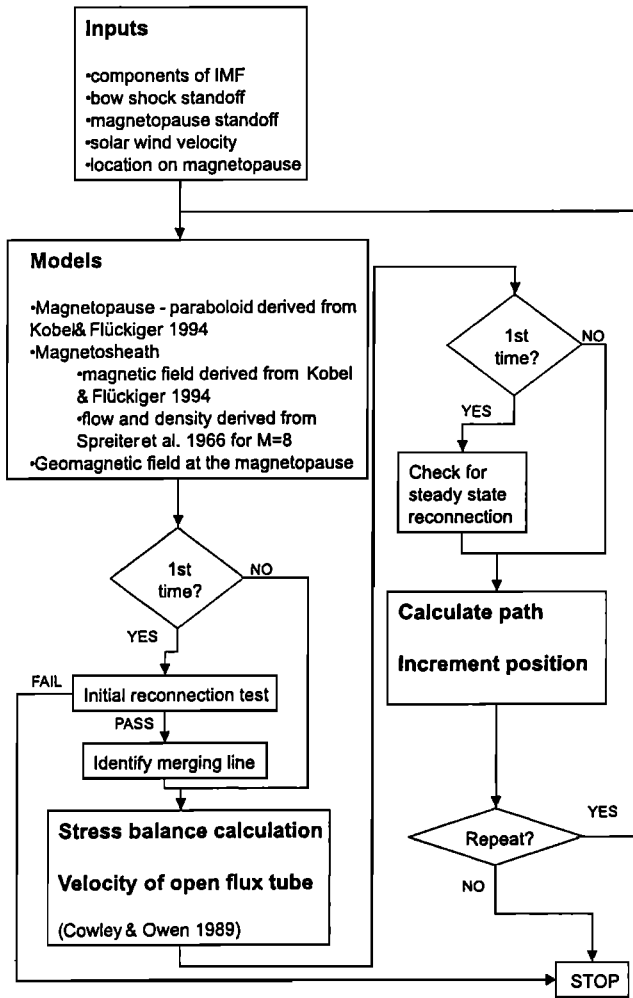 Inputs
•components of IMF
•bow shock standoff
•magnetopause standoff
•solar wind velocity
•location on magnetopause
Models
•Magnetopause - paraboloid derived from
Kobel& Flückiger 1994
•Magnetosheath
•magnetic field derived from Kobel
& Flückiger 1994
•flow and density derived from
Spreiter et al. 1966 for M=8
•Geomagnetic field at the magnetopause
1st
time?
NO
YES
FAIL
Initial reconnection test
PASS
Identify merging line
Stress balance calculation
Velocity of open flux tube
(Cowley & Owen 1989)
1st
time?
NO
YES
Check for
steady state
reconnection
Calculate path
Increment position
Repeat?
YES
NO
STOP